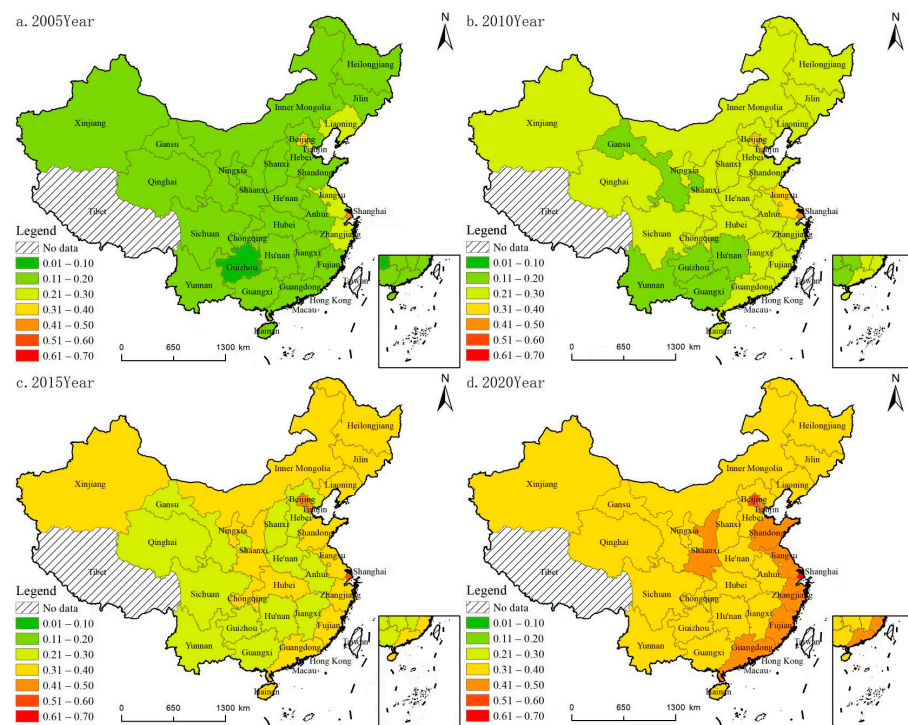 a. 2005Year
N
Heilongjiang
Jilin
Inner Mongolia
Liaoning
Xinjiang
Beijing
Tianjin
Gansu
Hebei
Shanxi
Ningxia
Shandong
Qinghai
Shaanxi
He'nan
Jiangsu
Tibet
Anhui
Shanghai
Hubei
Sichuan
Chongqing
Zhangjiang
Hu'nan
Jiangxi
Guizhou
Fujian
Yunnan
Guangxi
Guangdong
Taiwan
Hong Kong
Macau
Hainan
Legend
No data
0.01 - 0.10
0.11 - 0.20
0.21 - 0.30
0.31 - 0.40
0.41 - 0.50
0.51 - 0.60
0.61 - 0.70
0 650 1300 km
b. 2010Year
N
Heilongjiang
Jilin
Inner Mongolia
Liaoning
Xinjiang
Beijing
Tianjin
Gansu
Hebei
Shanxi
Ningxia
Shandong
Qinghai
Shaanxi
He'nan
Jiangsu
Tibet
Anhui
Shanghai
Hubei
Sichuan
Chongqing
Zhangjiang
Hu'nan
Jiangxi
Guizhou
Fujian
Yunnan
Guangxi
Guangdong
Taiwan
Hong Kong
Macau
Hainan
Legend
No data
0.01 - 0.10
0.11 - 0.20
0.21 - 0.30
0.31 - 0.40
0.41 - 0.50
0.51 - 0.60
0.61 - 0.70
0 650 1300 km
c. 2015Year
N
Heilongjiang
Jilin
Inner Mongolia
Liaoning
Xinjiang
Beijing
Tianjin
Gansu
Hebei
Shanxi
Ningxia
Shandong
Qinghai
Shaanxi
He'nan
Jiangsu
Tibet
Anhui
Shanghai
Hubei
Sichuan
Chongqing
Zhangjiang
Hu'nan
Jiangxi
Guizhou
Fujian
Yunnan
Guangxi
Guangdong
Taiwan
Hong Kong
Macau
Hainan
Legend
No data
0.01 - 0.10
0.11 - 0.20
0.21 - 0.30
0.31 - 0.40
0.41 - 0.50
0.51 - 0.60
0.61 - 0.70
0 650 1300 km
d. 2020Year
N
Heilongjiang
Jilin
Inner Mongolia
Liaoning
Xinjiang
Beijing
Tianjin
Gansu
Hebei
Shanxi
Ningxia
Shandong
Qinghai
Shaanxi
He'nan
Jiangsu
Tibet
Anhui
Shanghai
Hubei
Sichuan
Chongqing
Zhangjiang
Hu'nan
Jiangxi
Guizhou
Fujian
Yunnan
Guangxi
Guangdong
Taiwan
Hong Kong
Macau
Hainan
Legend
No data
0.01 - 0.10
0.11 - 0.20
0.21 - 0.30
0.31 - 0.40
0.41 - 0.50
0.51 - 0.60
0.61 - 0.70
0 650 1300 km